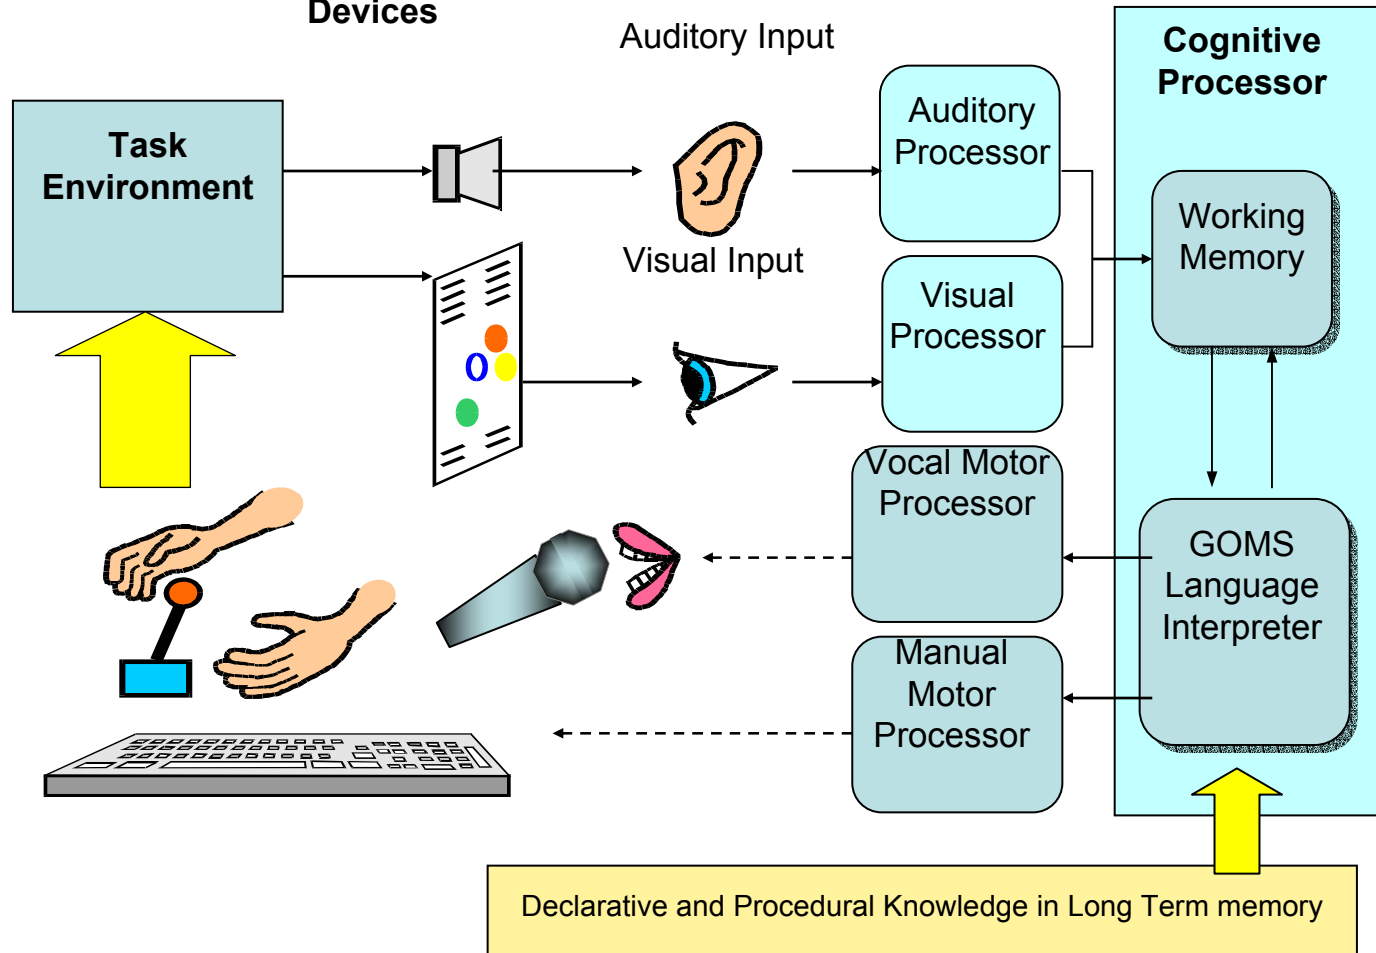 Devices
Auditory Input
Cognitive
Processor
Task
Environment
Auditory
Processor
Working
Memory
Visual Input
Visual
Processor
Vocal Motor
Processor
GOMS
Language
Interpreter
Manual
Motor
Processor
Declarative and Procedural Knowledge in Long Term memory